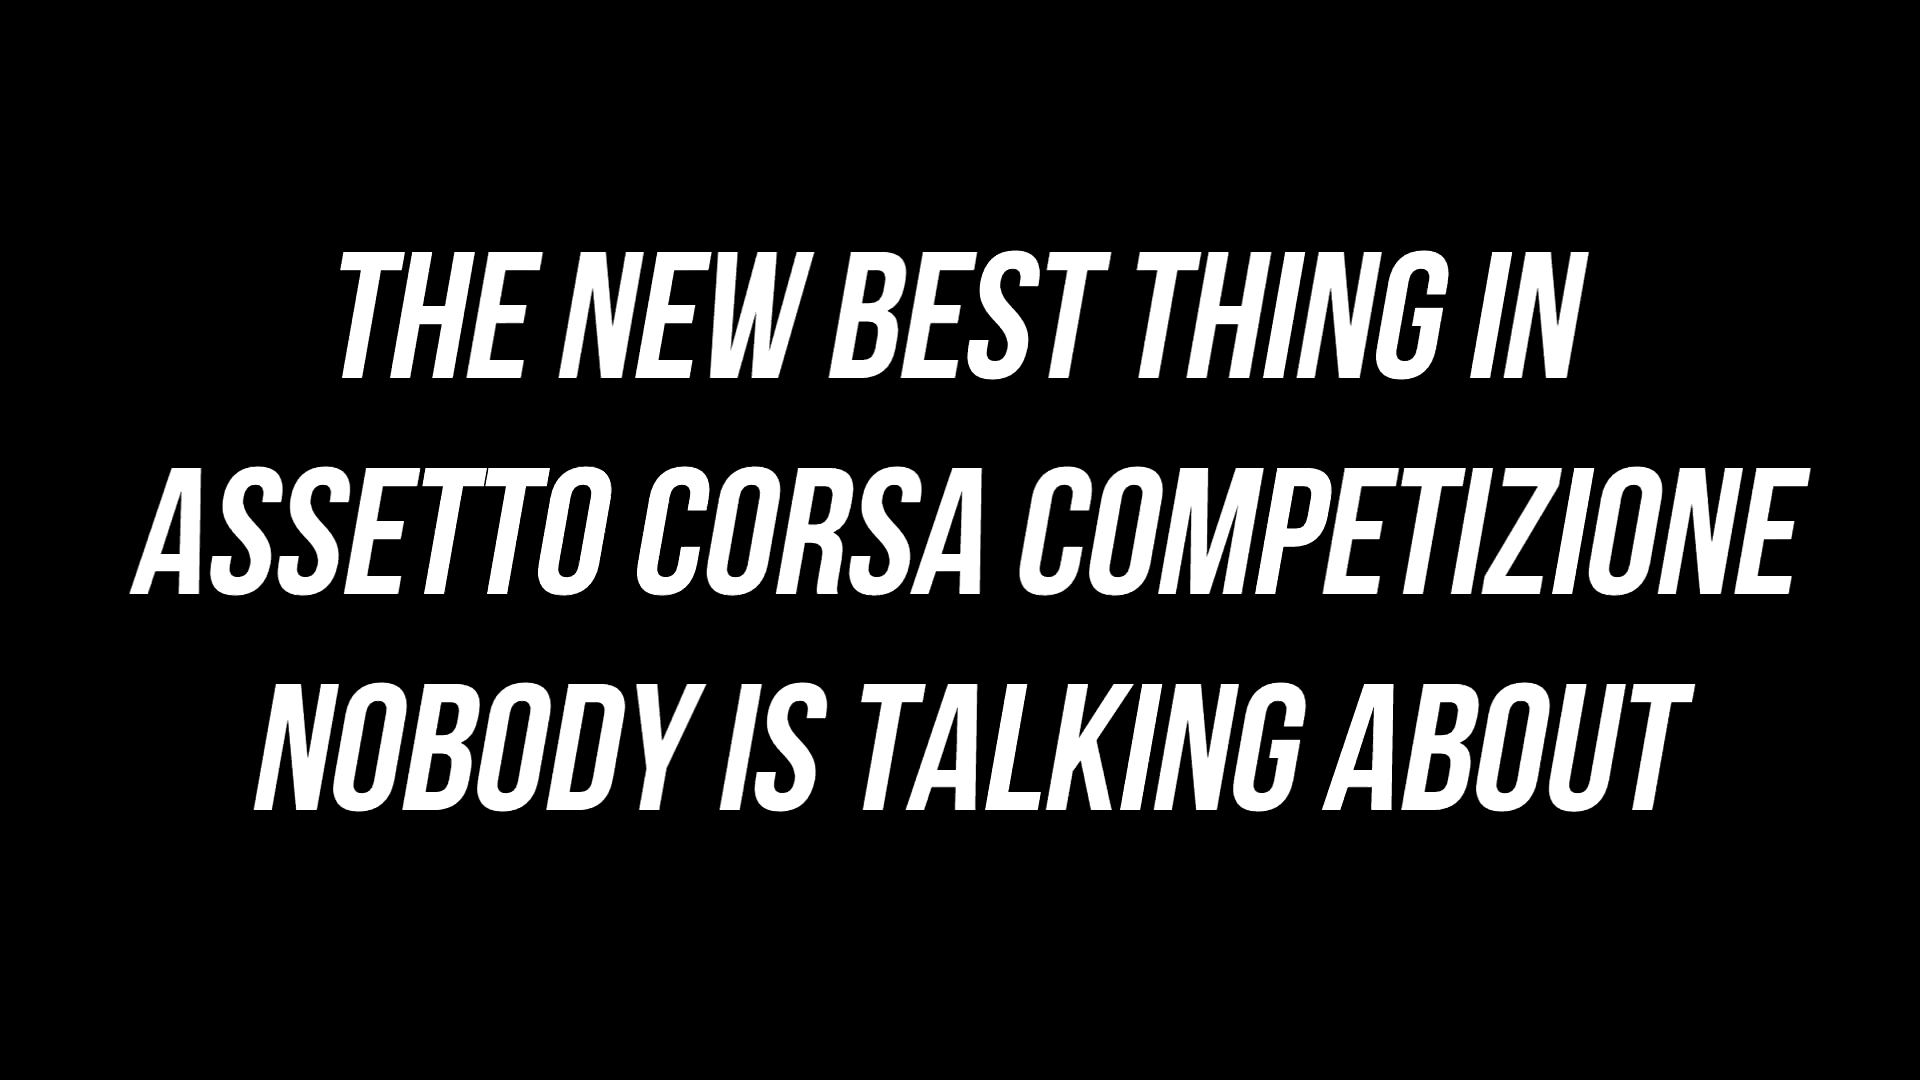 THE NEW BEST THING IN
ASSETTO CORSA COMPETIZIONE
NOBODY IS TALKING ABOUT